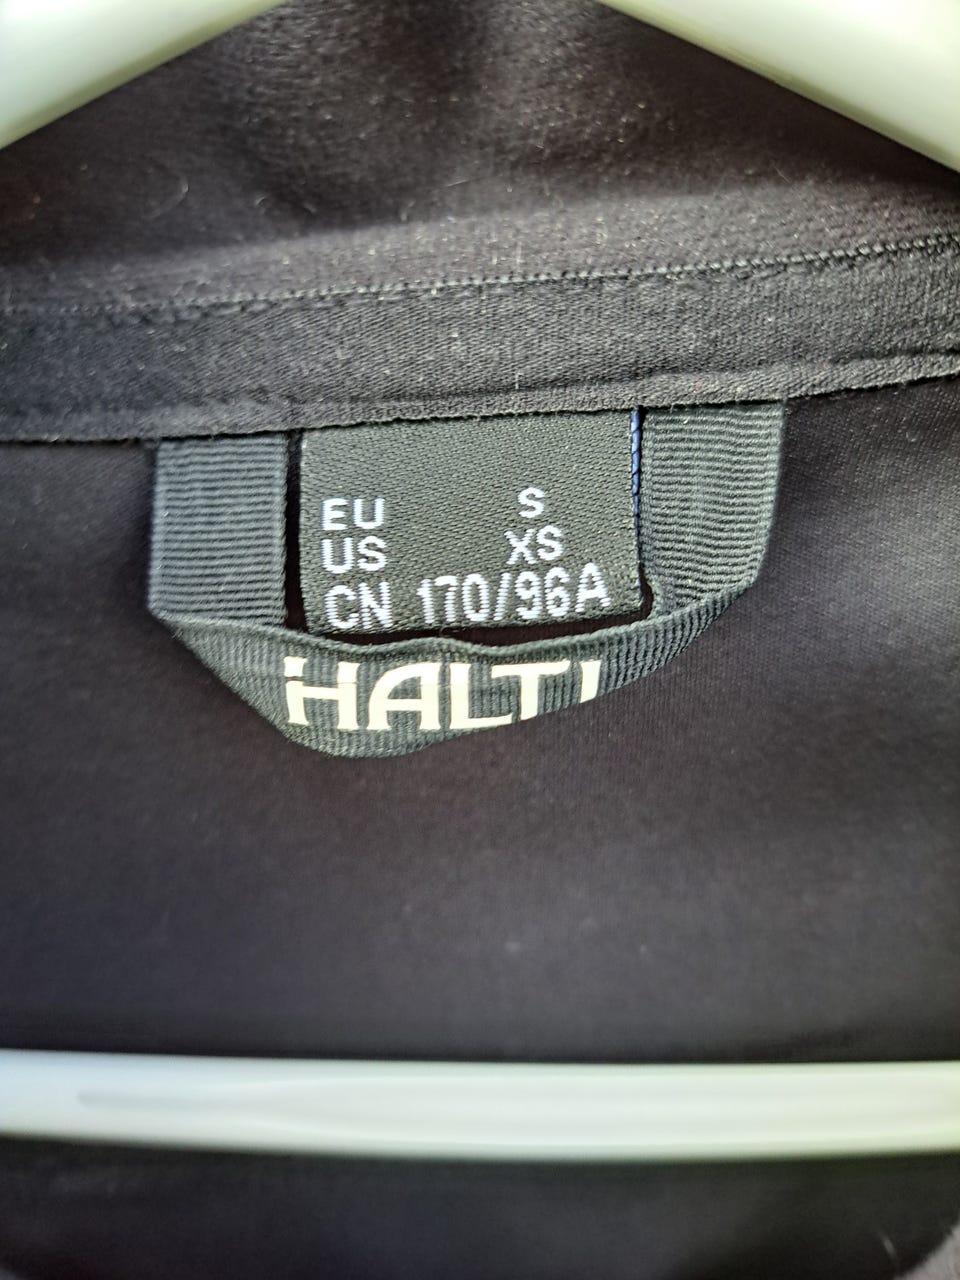 EU S
US XS
CN 170/96A
HALTI